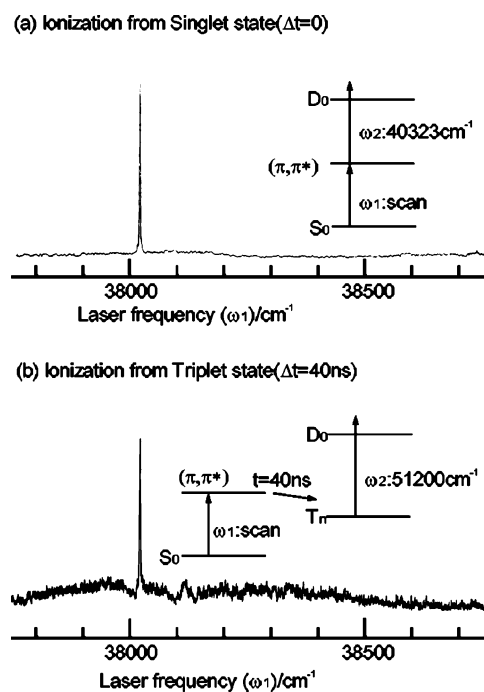 (a) Ionization from Singlet state(Δt=0)
D₀
ω₂:40323cm⁻¹
(π,π*)
ω₁:scan
S₀
38000 38500
Laser frequency (ω₁)/cm⁻¹
(b) Ionization from Triplet state(Δt=40ns)
D₀
(π,π*) t=40ns
ω₂:51200cm⁻¹
Tₙ
ω₁:scan
S₀
38000 38500
Laser frequency (ω₁)/cm⁻¹